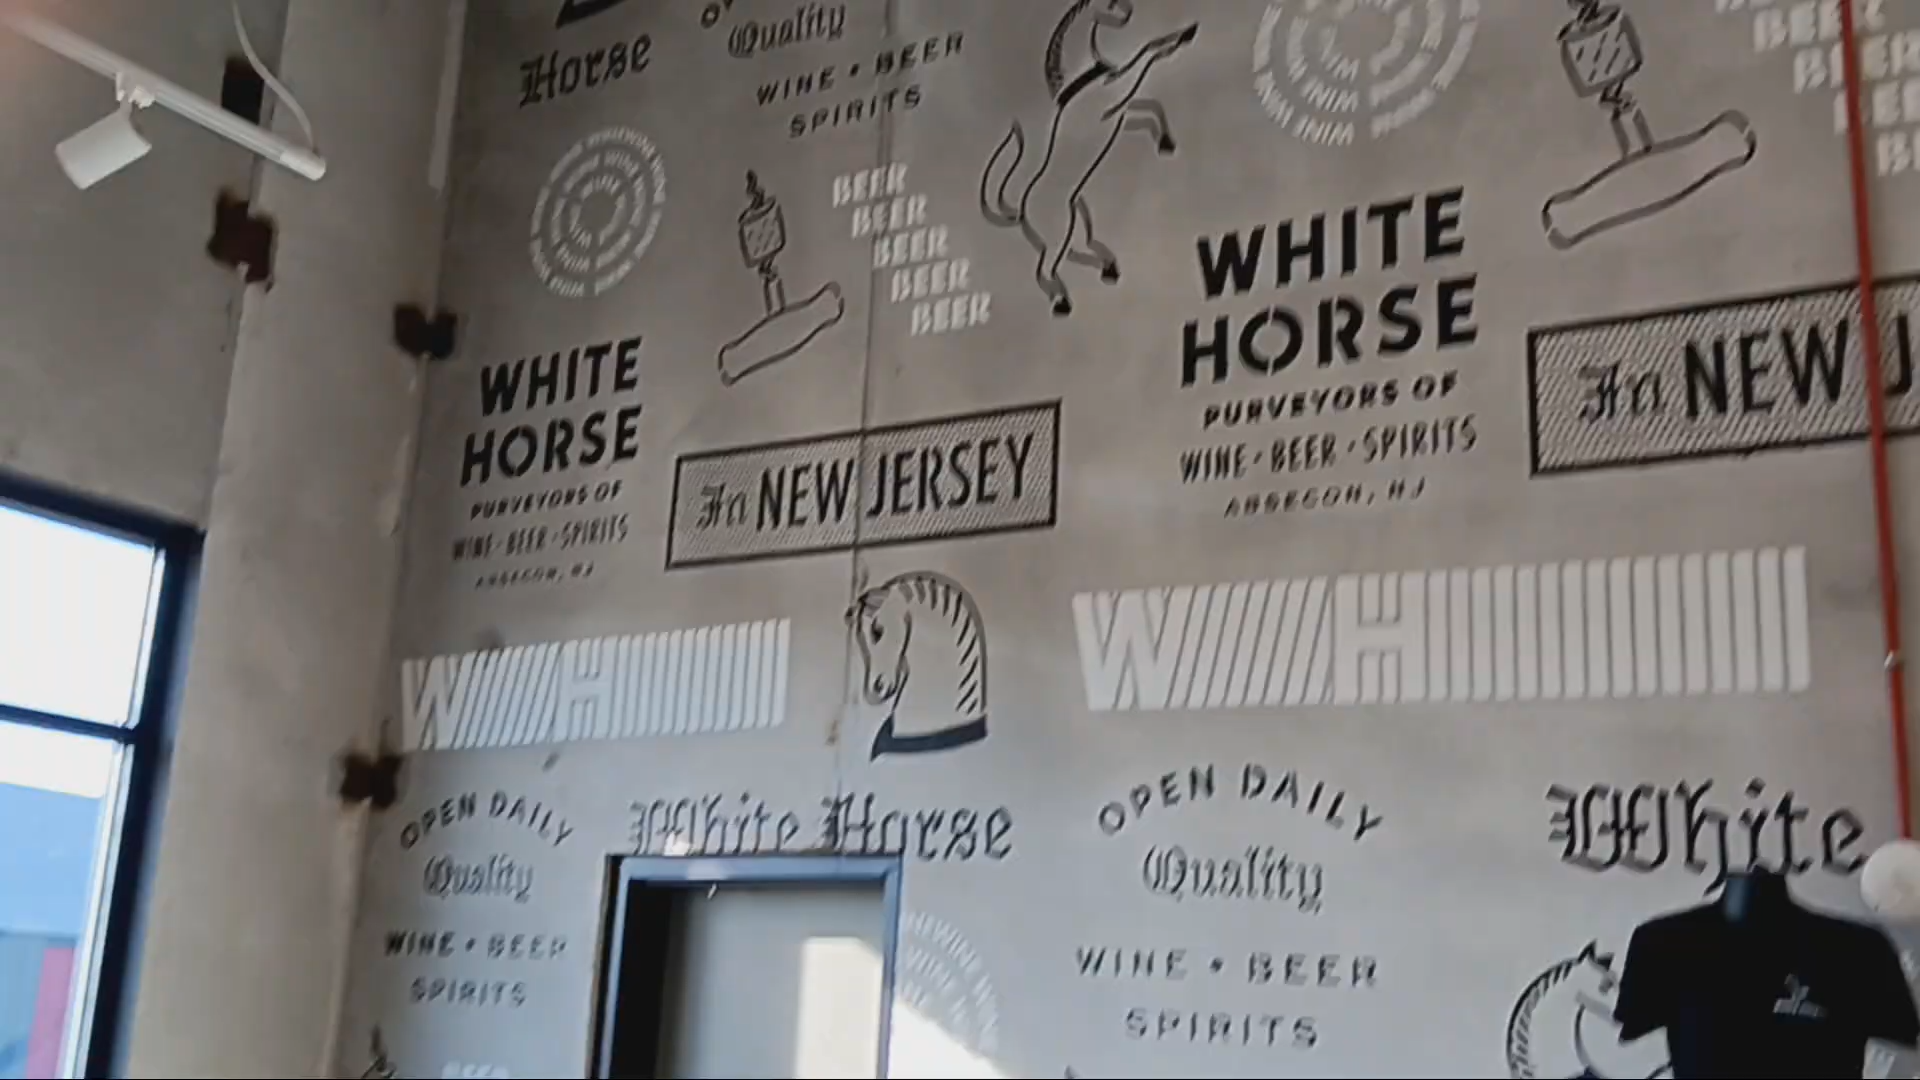 Horse
Quality
WINE • BEER
SPIRITS
BEER
BEER
BEER
BEER
BEER
WHITE
HORSE
PURVEYORS OF
WINE • BEER • SPIRITS
ABSECON, NJ
In NEW JERSEY
WHITE
HORSE
PURVEYORS OF
WINE • BEER • SPIRITS
ABSECON, NJ
In NEW J
WH
WH
OPEN DAILY
Quality
WINE • BEER
SPIRITS
White Horse
OPEN DAILY
Quality
WINE • BEER
SPIRITS
White
BEER